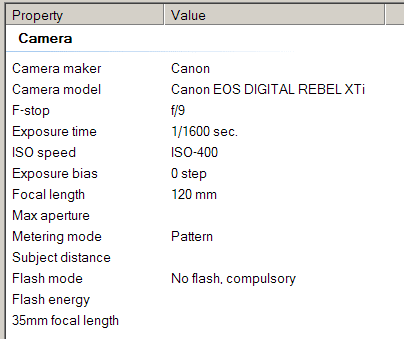 Property Value
Camera
Camera maker Canon
Camera model Canon EOS DIGITAL REBEL XTi
F-stop f/9
Exposure time 1/1600 sec.
ISO speed ISO-400
Exposure bias 0 step
Focal length 120 mm
Max aperture
Metering mode Pattern
Subject distance
Flash mode No flash, compulsory
Flash energy
35mm focal length